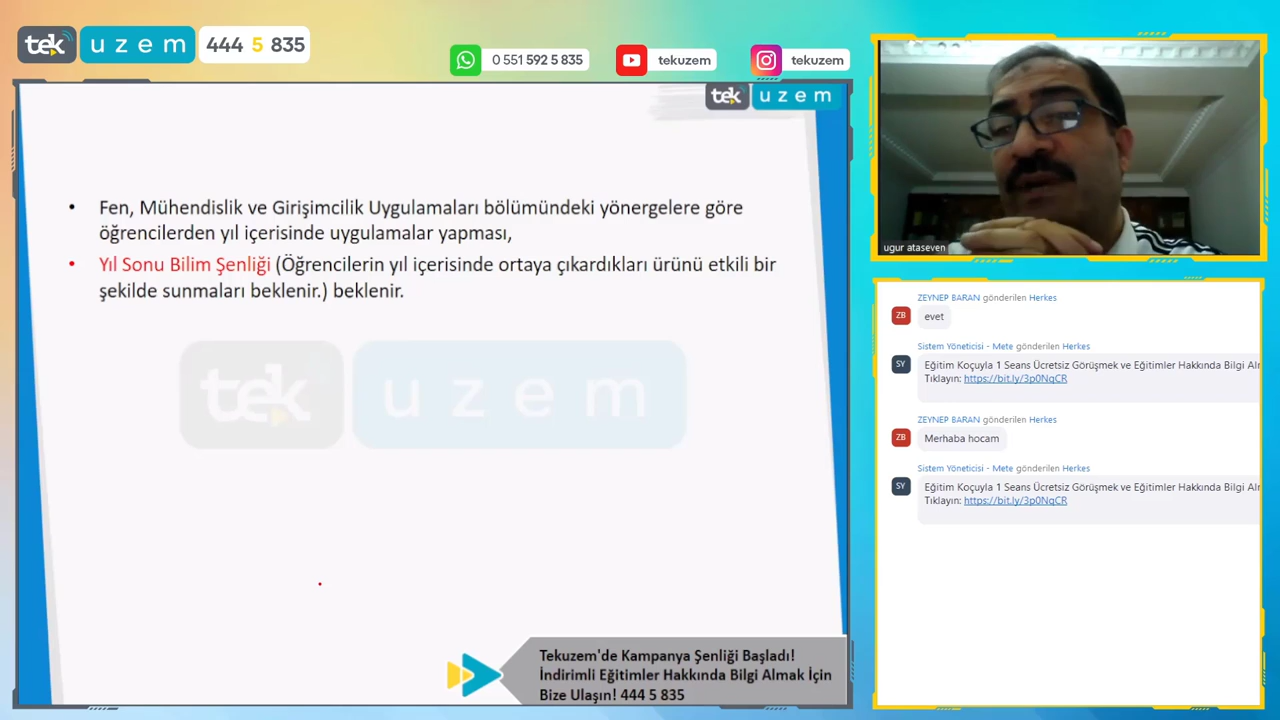 tek uzem 444 5 835
0 551 592 5 835
tekuzem
tekuzem
tek uzem
• Fen, Mühendislik ve Girişimcilik Uygulamaları bölümündeki yönergelere göre
öğrencilerden yıl içerisinde uygulamalar yapması,
• Yıl Sonu Bilim Şenliği (Öğrencilerin yıl içerisinde ortaya çıkardıkları ürünü etkili bir
şekilde sunmaları beklenir.) beklenir.
tek uzem
Tekuzem'de Kampanya Şenliği Başladı!
İndirimli Eğitimler Hakkında Bilgi Almak İçin
Bize Ulaşın! 444 5 835
ugur ataseven
ZEYNEP BARAN gönderilen Herkes
ZB evet
Sistem Yöneticisi - Mete gönderilen Herkes
SY Eğitim Koçuyla 1 Seans Ücretsiz Görüşmek ve Eğitimler Hakkında Bilgi Alr
Tıklayın: https://bit.ly/3p0NqCR
ZEYNEP BARAN gönderilen Herkes
ZB Merhaba hocam
Sistem Yöneticisi - Mete gönderilen Herkes
SY Eğitim Koçuyla 1 Seans Ücretsiz Görüşmek ve Eğitimler Hakkında Bilgi Alr
Tıklayın: https://bit.ly/3p0NqCR